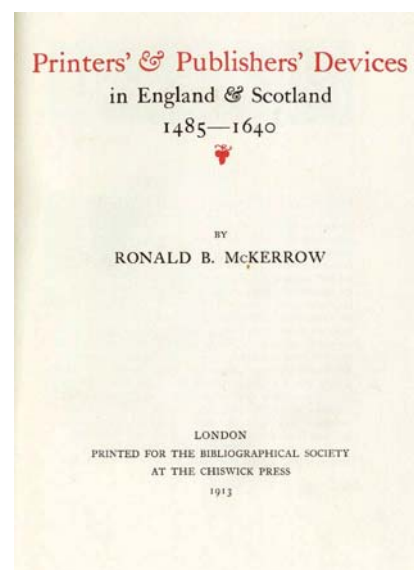 Printers' & Publishers' Devices
in England & Scotland
1485—1640
BY
RONALD B. McKERROW
LONDON
PRINTED FOR THE BIBLIOGRAPHICAL SOCIETY
AT THE CHISWICK PRESS
1913